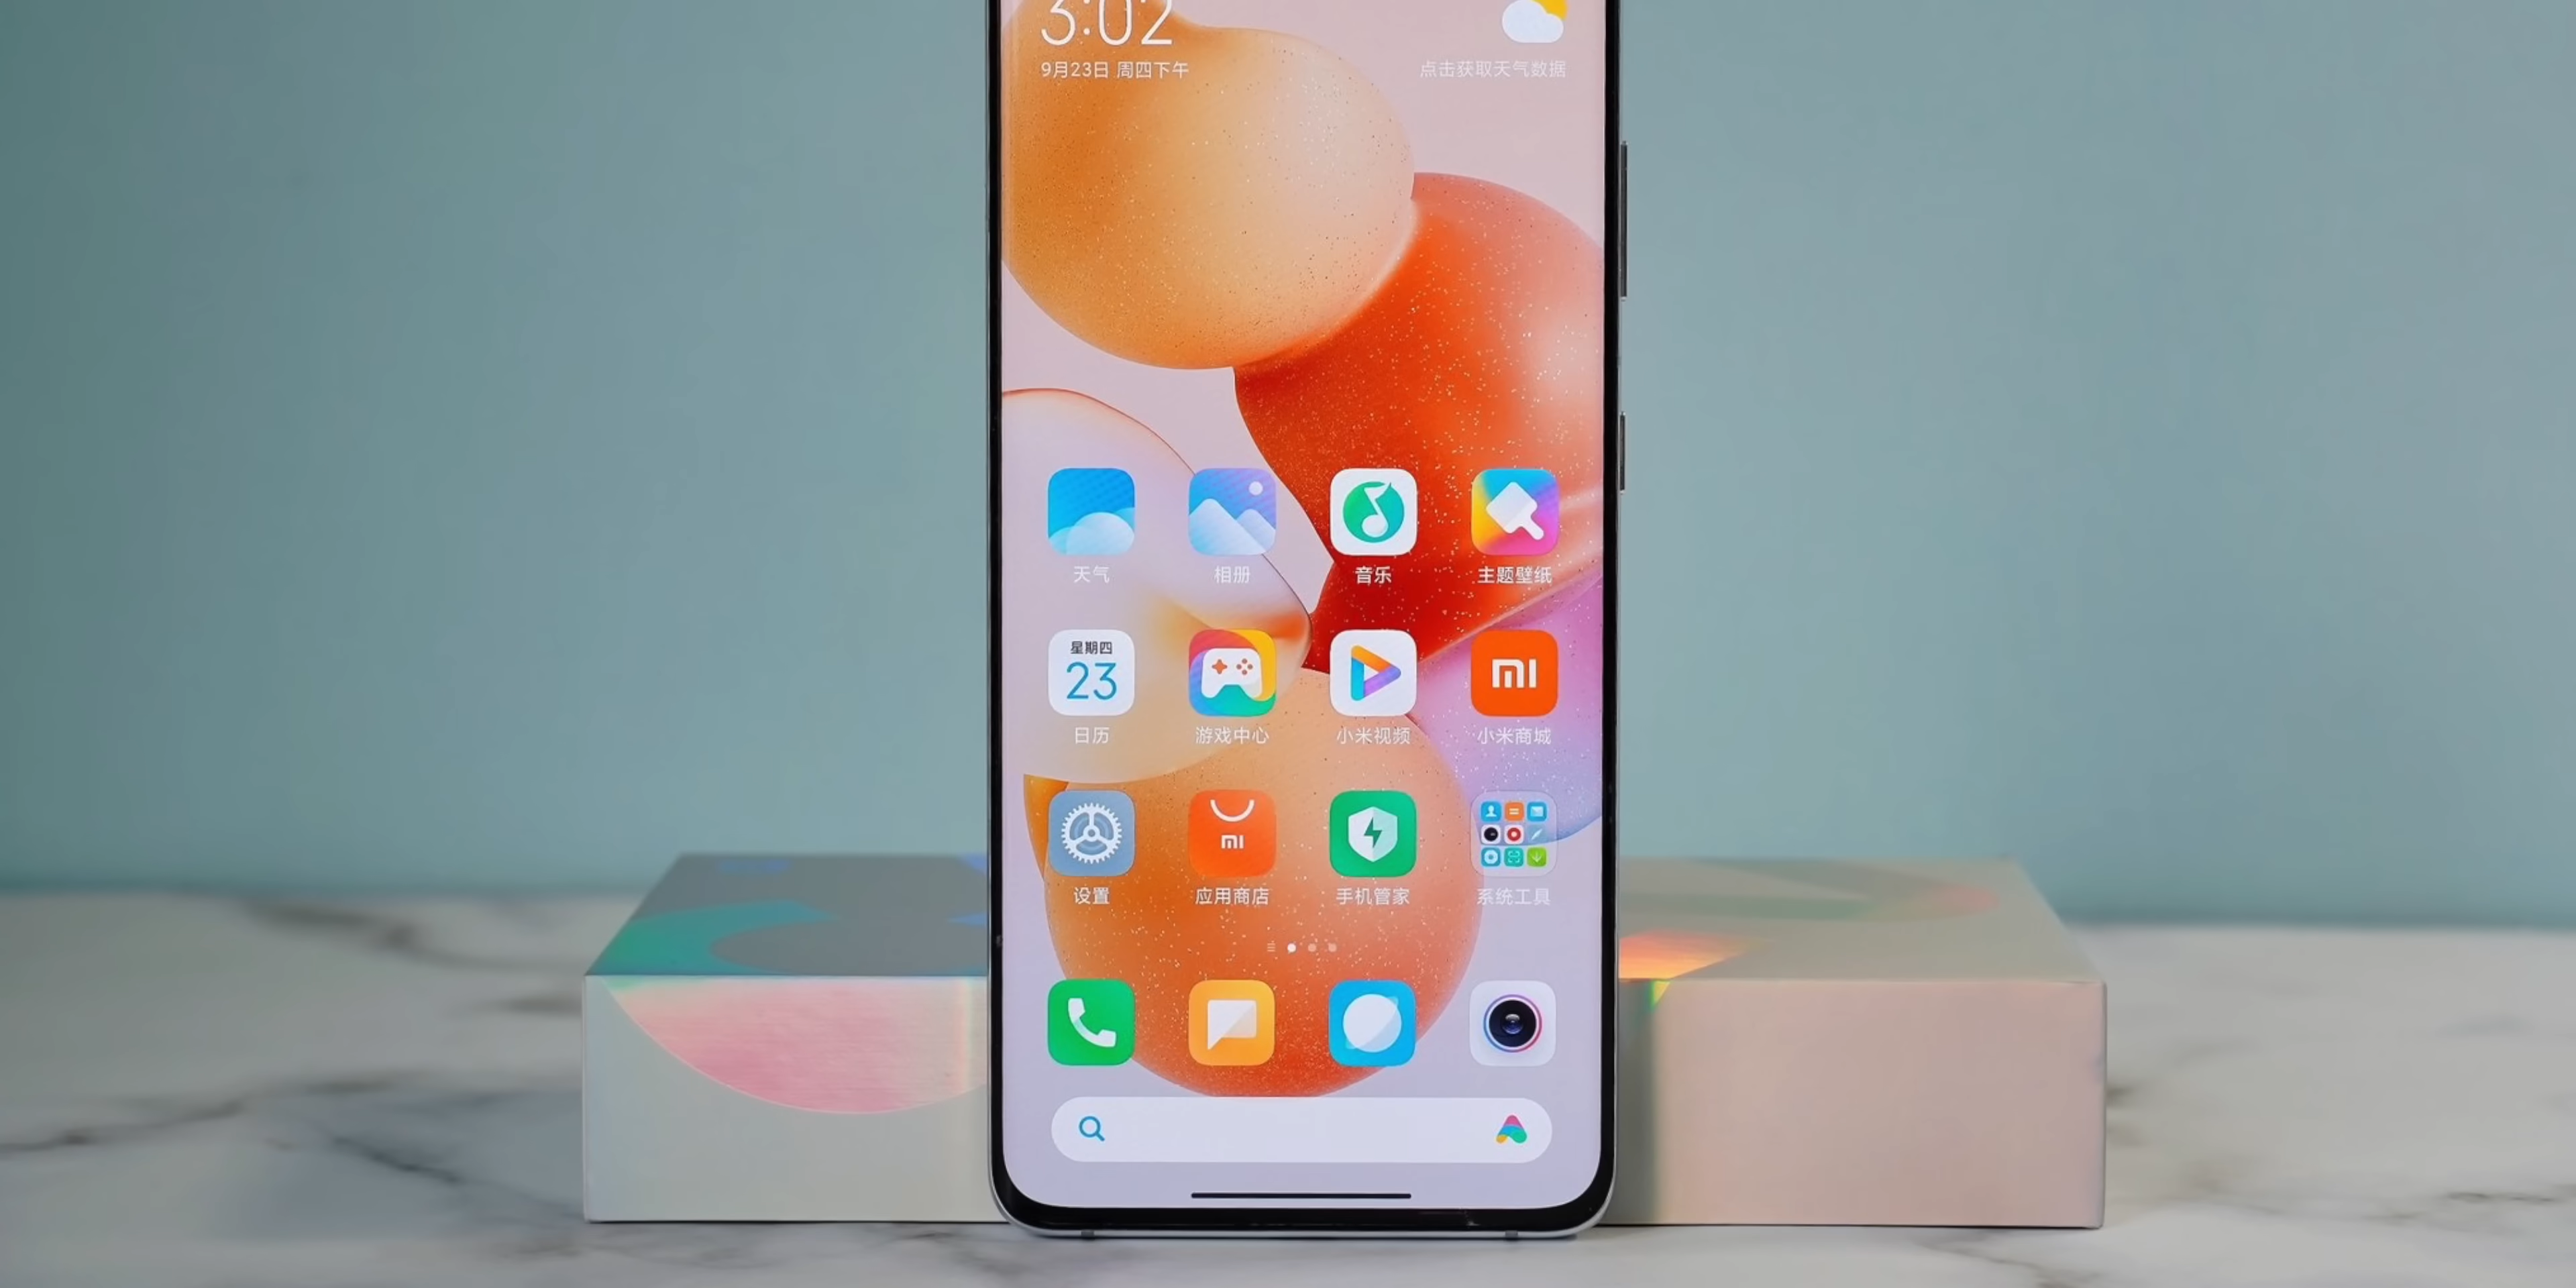 3:02
9月23日 周四下午
点击获取天气数据
天气
相册
音乐
主题壁纸
星期四
23
日历
游戏中心
小米视频
mi
小米商城
设置
mi
应用商店
手机管家
系统工具